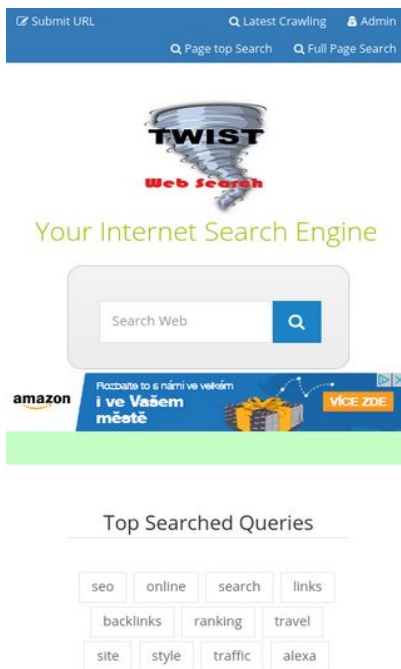 Submit URL Latest Crawling Admin
Page top Search Full Page Search
TWIST
Web Search
Your Internet Search Engine
Search Web
amazon
Rozbalte to s námi ve velkém
i ve Vašem
městě
VÍCE ZDE
Top Searched Queries
seo online search links
backlinks ranking travel
site style traffic alexa